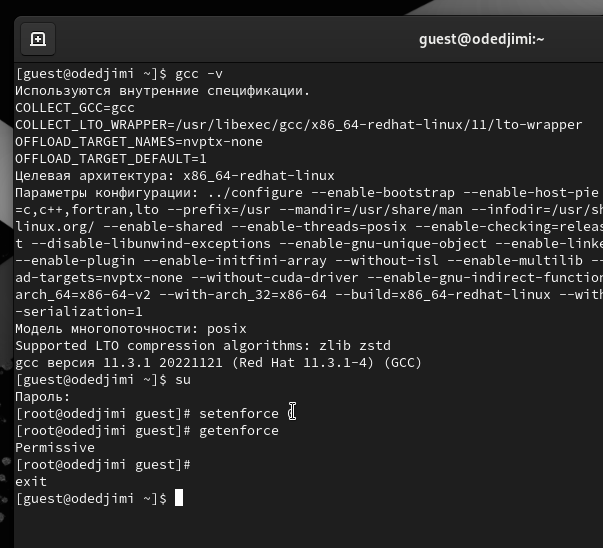 guest@odedjimi:~
[guest@odedjimi ~]$ gcc -v
Используются внутренние спецификации.
COLLECT_GCC=gcc
COLLECT_LTO_WRAPPER=/usr/libexec/gcc/x86_64-redhat-linux/11/lto-wrapper
OFFLOAD_TARGET_NAMES=nvptx-none
OFFLOAD_TARGET_DEFAULT=1
Целевая архитектура: x86_64-redhat-linux
Параметры конфигурации: ../configure --enable-bootstrap --enable-host-pie
=c,c++,fortran,lto --prefix=/usr --mandir=/usr/share/man --infodir=/usr/sh
linux.org/ --enable-shared --enable-threads=posix --enable-checking=releas
t --disable-libunwind-exceptions --enable-gnu-unique-object --enable-linke
--enable-plugin --enable-initfini-array --without-isl --enable-multilib --
ad-targets=nvptx-none --without-cuda-driver --enable-gnu-indirect-function
arch_64=x86-64-v2 --with-arch_32=x86-64 --build=x86_64-redhat-linux --with
-serialization=1
Модель многопоточности: posix
Supported LTO compression algorithms: zlib zstd
gcc версия 11.3.1 20221121 (Red Hat 11.3.1-4) (GCC)
[guest@odedjimi ~]$ su
Пароль:
[root@odedjimi guest]# setenforce
[root@odedjimi guest]# getenforce
Permissive
[root@odedjimi guest]#
exit
[guest@odedjimi ~]$